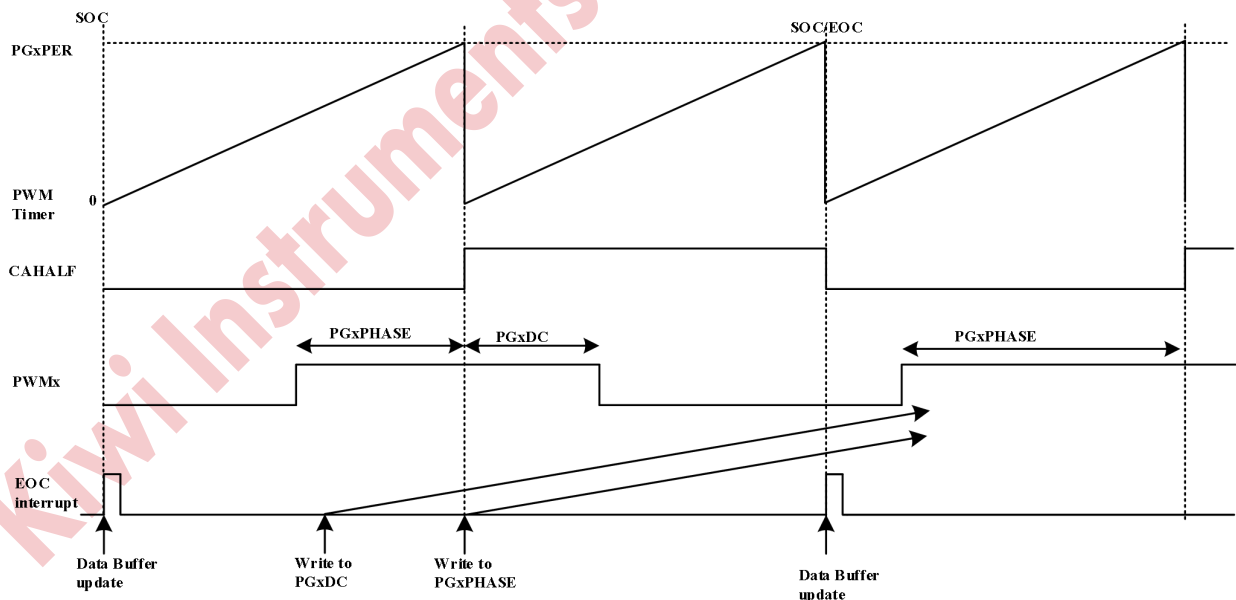 SOC
SOC/EOC
PGxPER
PWM
Timer
0
CAHALF
PGxPHASE
PGxDC
PGxPHASE
PWMx
EOC
interrupt
Data Buffer
update
Write to
PGxDC
Write to
PGxPHASE
Data Buffer
update
Kiwi Instruments